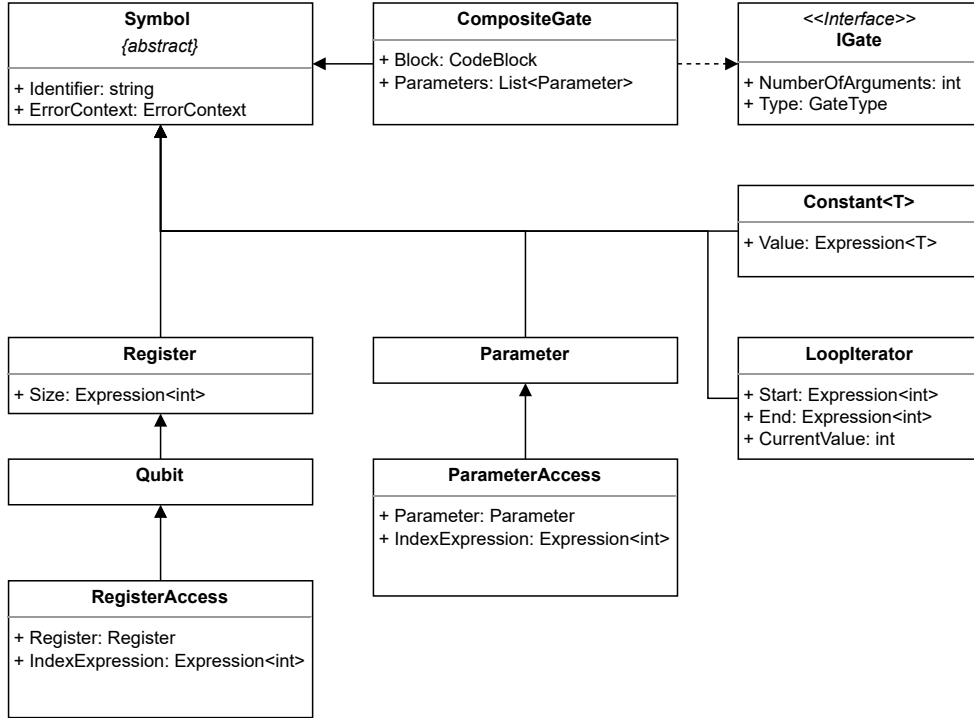 Symbol
{abstract}
+ Identifier: string
+ ErrorContext: ErrorContext
CompositeGate
+ Block: CodeBlock
+ Parameters: List<Parameter>
<<Interface>>
IGate
+ NumberOfArguments: int
+ Type: GateType
Constant<T>
+ Value: Expression<T>
Register
+ Size: Expression<int>
Parameter
LoopIterator
+ Start: Expression<int>
+ End: Expression<int>
+ CurrentValue: int
Qubit
ParameterAccess
+ Parameter: Parameter
+ IndexExpression: Expression<int>
RegisterAccess
+ Register: Register
+ IndexExpression: Expression<int>